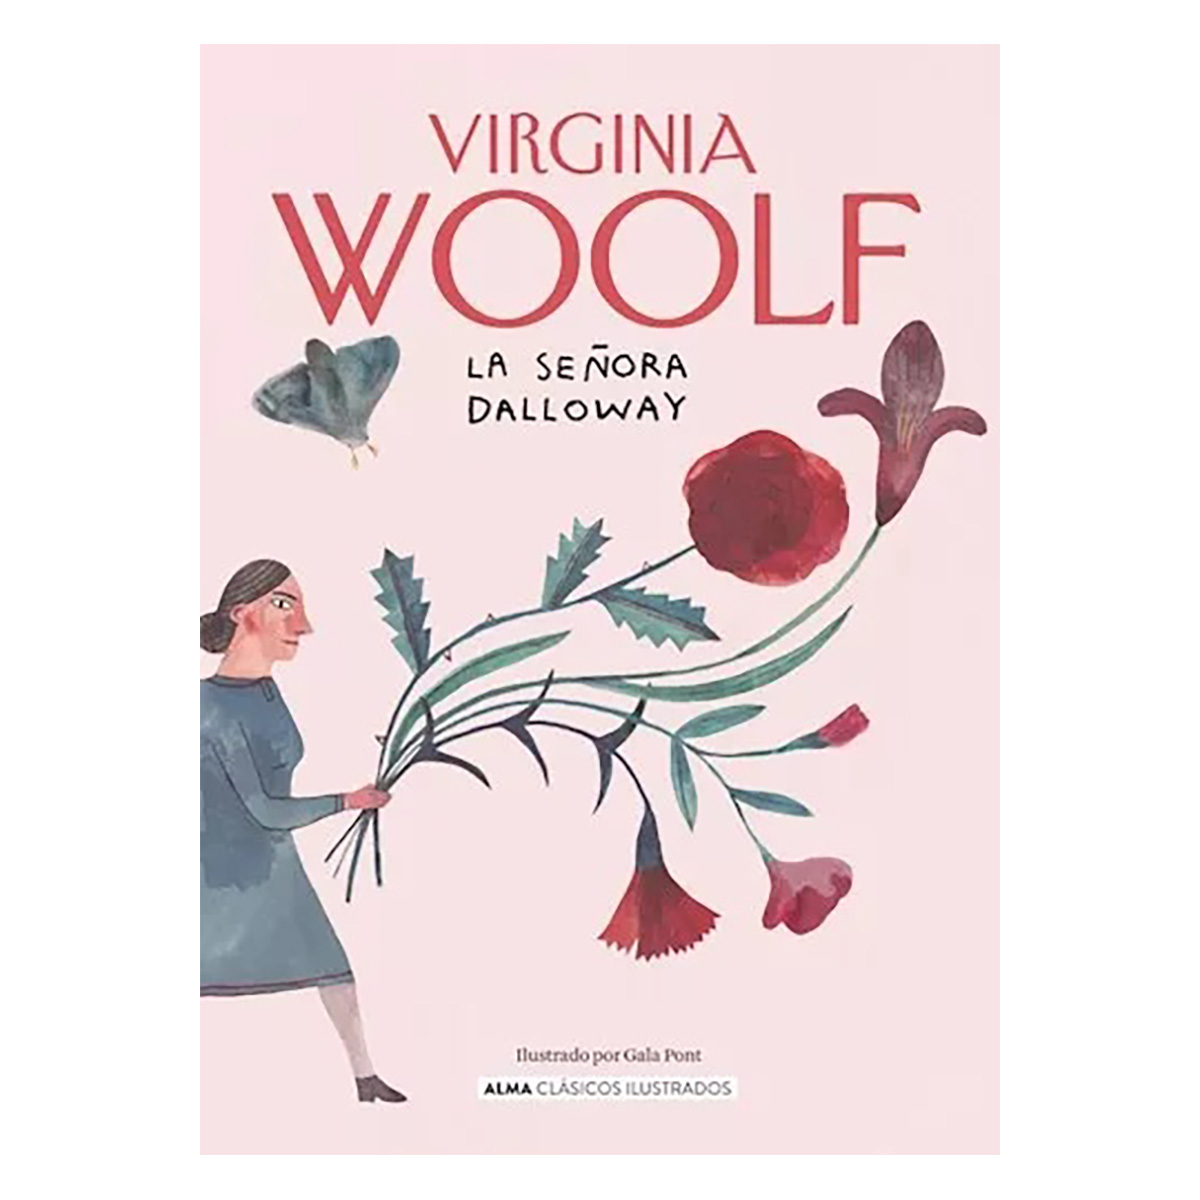 VIRGINIA
WOOLF
LA SEÑORA
DALLOWAY
Ilustrado por Gala Pont
ALMA CLÁSICOS ILUSTRADOS